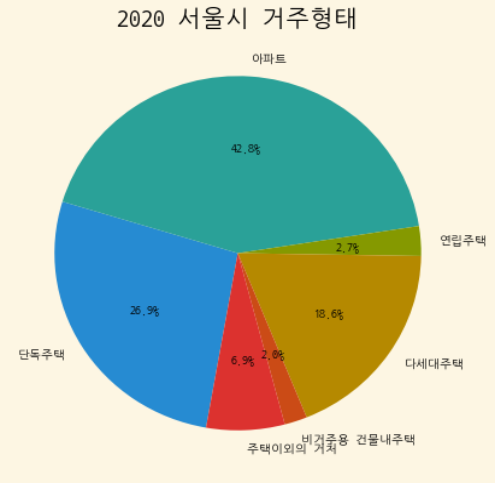 2020 서울시 거주형태
아파트
42.8%
연립주택
2.7%
26.9%
18.6%
단독주택
6.9%
2.0%
다세대주택
비거주용 건물내주택
주택이외의 거처